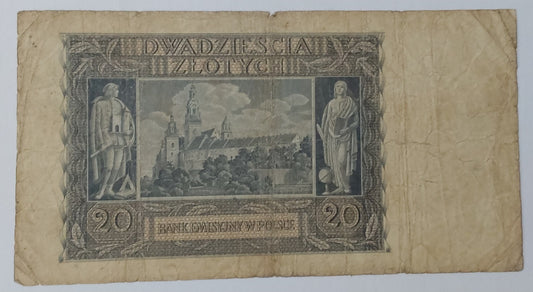 DWADZIEŚCIA
ZŁOTYCH
20 BANK EMISYJNY W POLSCE 20